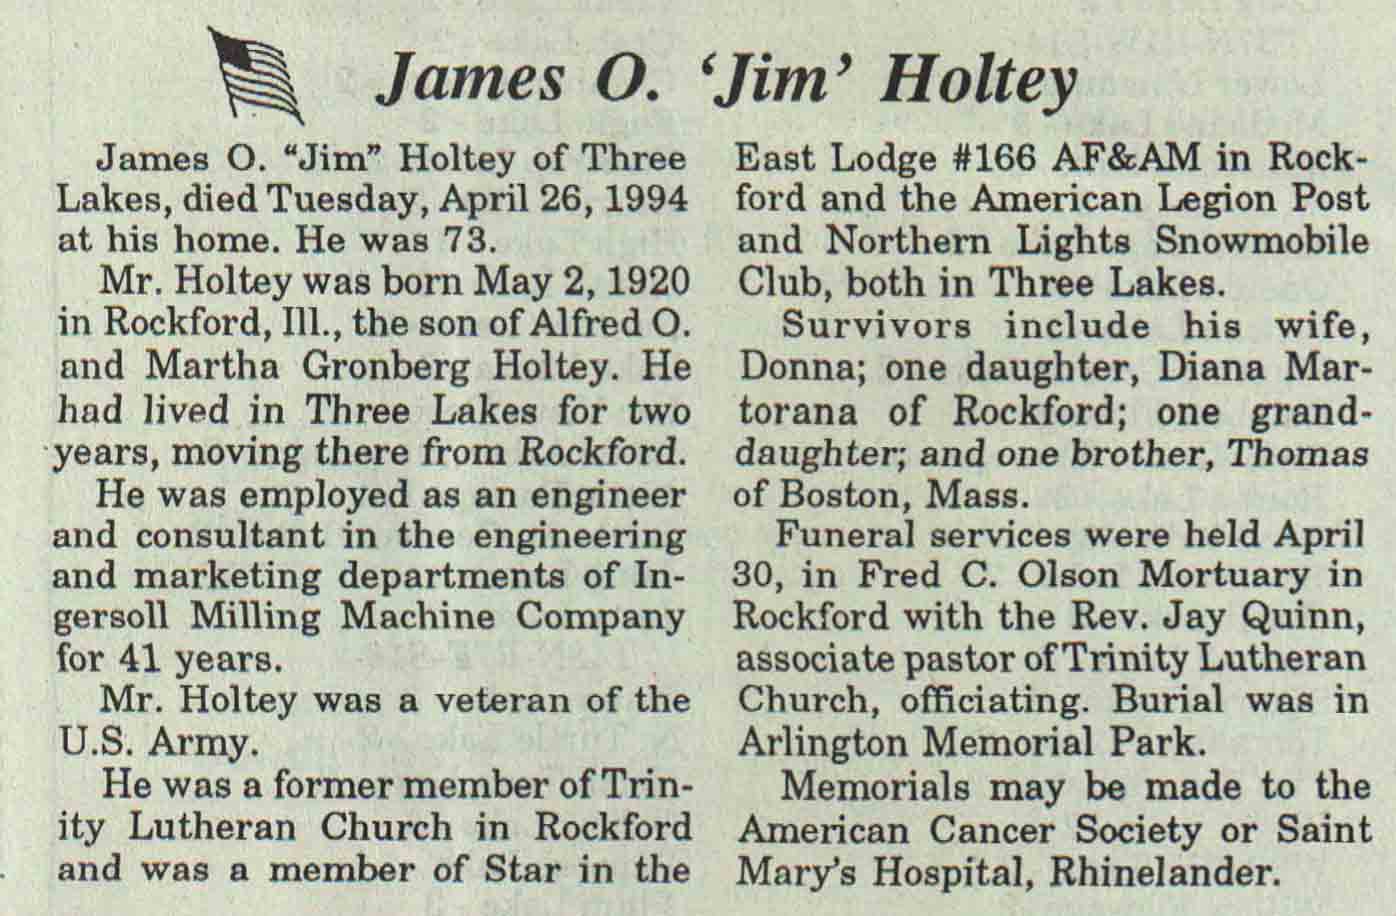 James O. ‘Jim’ Holtey
James O. “Jim” Holtey of Three
Lakes, died Tuesday, April 26, 1994
at his home. He was 73.
Mr. Holtey was born May 2, 1920
in Rockford, Ill., the son of Alfred O.
and Martha Gronberg Holtey. He
had lived in Three Lakes for two
years, moving there from Rockford.
He was employed as an engineer
and consultant in the engineering
and marketing departments of In-
gersoll Milling Machine Company
for 41 years.
Mr. Holtey was a veteran of the
U.S. Army.
He was a former member of Trin-
ity Lutheran Church in Rockford
and was a member of Star in the
East Lodge #166 AF&AM in Rock-
ford and the American Legion Post
and Northern Lights Snowmobile
Club, both in Three Lakes.
Survivors include his wife,
Donna; one daughter, Diana Mar-
torana of Rockford; one grand-
daughter; and one brother, Thomas
of Boston, Mass.
Funeral services were held April
30, in Fred C. Olson Mortuary in
Rockford with the Rev. Jay Quinn,
associate pastor of Trinity Lutheran
Church, officiating. Burial was in
Arlington Memorial Park.
Memorials may be made to the
American Cancer Society or Saint
Mary's Hospital, Rhinelander.